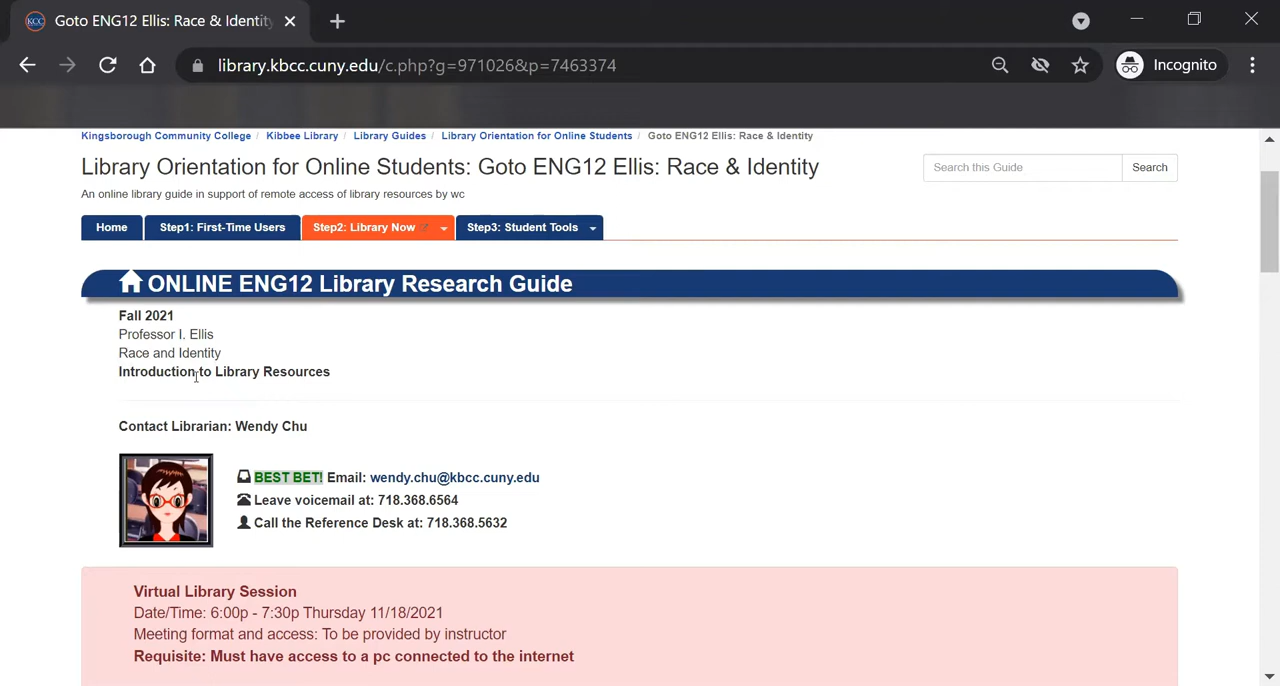 KCC Goto ENG12 Ellis: Race & Identity
library.kbcc.cuny.edu/c.php?g=971026&p=7463374
Incognito
Kingsborough Community College / Kibbee Library / Library Guides / Library Orientation for Online Students / Goto ENG12 Ellis: Race & Identity
Library Orientation for Online Students: Goto ENG12 Ellis: Race & Identity
Search this Guide Search
An online library guide in support of remote access of library resources by wc
Home Step1: First-Time Users Step2: Library Now Step3: Student Tools
ONLINE ENG12 Library Research Guide
Fall 2021
Professor I. Ellis
Race and Identity
Introduction to Library Resources
Contact Librarian: Wendy Chu
BEST BET! Email: wendy.chu@kbcc.cuny.edu
Leave voicemail at: 718.368.6564
Call the Reference Desk at: 718.368.5632
Virtual Library Session
Date/Time: 6:00p - 7:30p Thursday 11/18/2021
Meeting format and access: To be provided by instructor
Requisite: Must have access to a pc connected to the internet